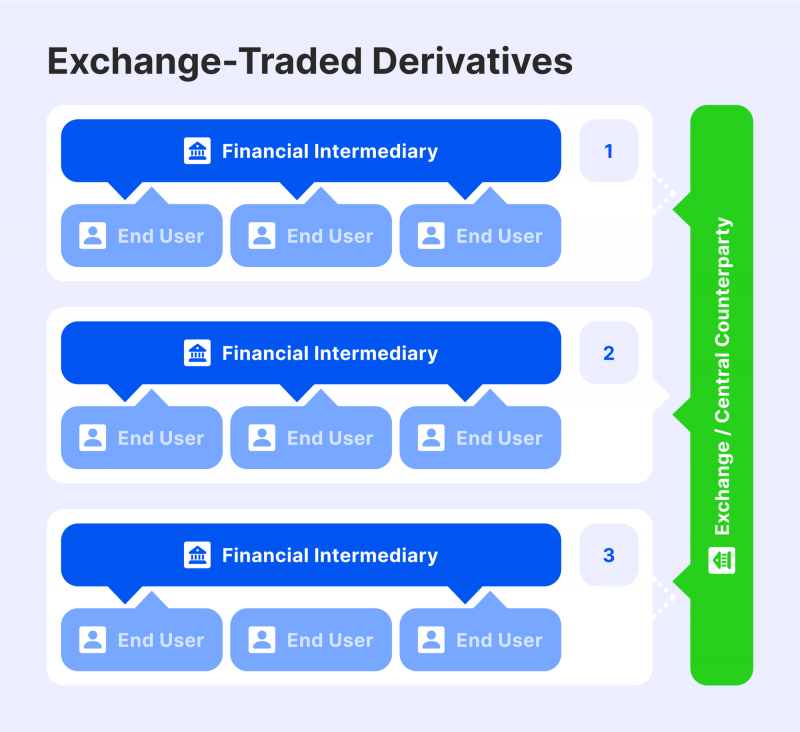 Exchange-Traded Derivatives
Financial Intermediary
1
End User
End User
End User
Financial Intermediary
2
End User
End User
End User
Financial Intermediary
3
End User
End User
End User
Exchange / Central Counterparty